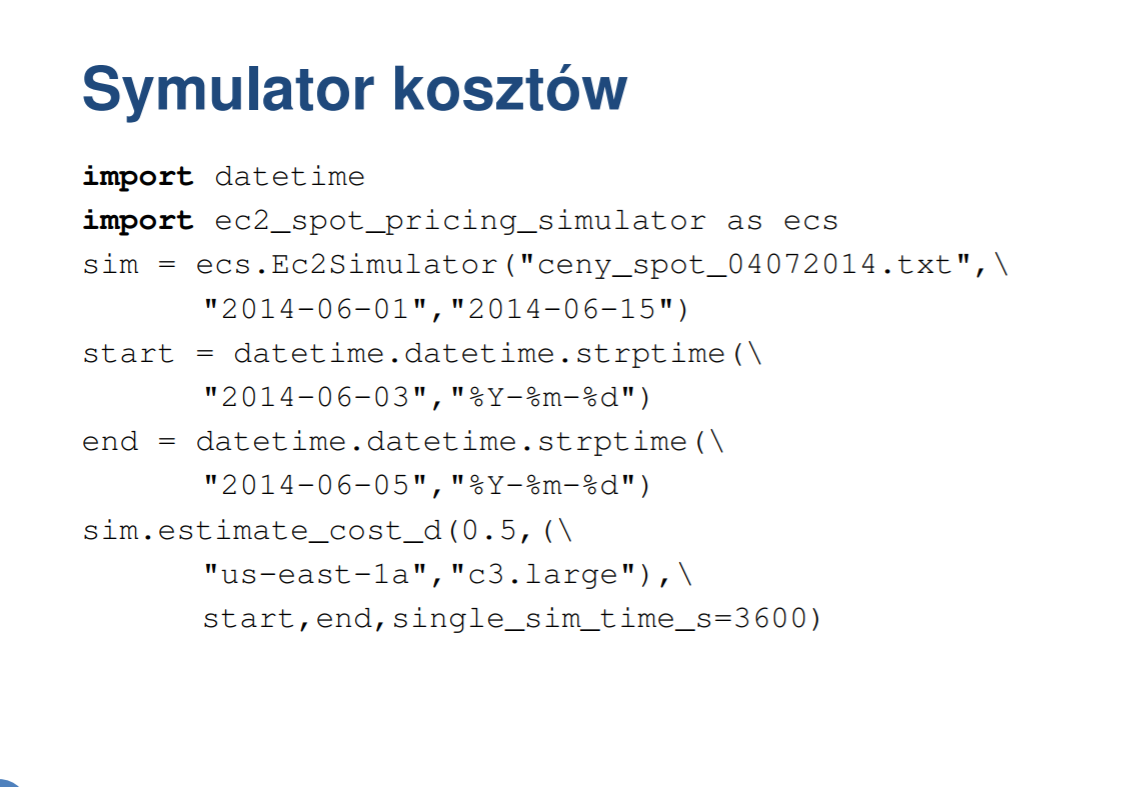 Symulator kosztów
import datetime
import ec2_spot_pricing_simulator as ecs
sim = ecs.Ec2Simulator("ceny_spot_04072014.txt",\
"2014-06-01","2014-06-15")
start = datetime.datetime.strptime(\
"2014-06-03","%Y-%m-%d")
end = datetime.datetime.strptime(\
"2014-06-05","%Y-%m-%d")
sim.estimate_cost_d(0.5,(\
"us-east-1a","c3.large"),\
start,end,single_sim_time_s=3600)